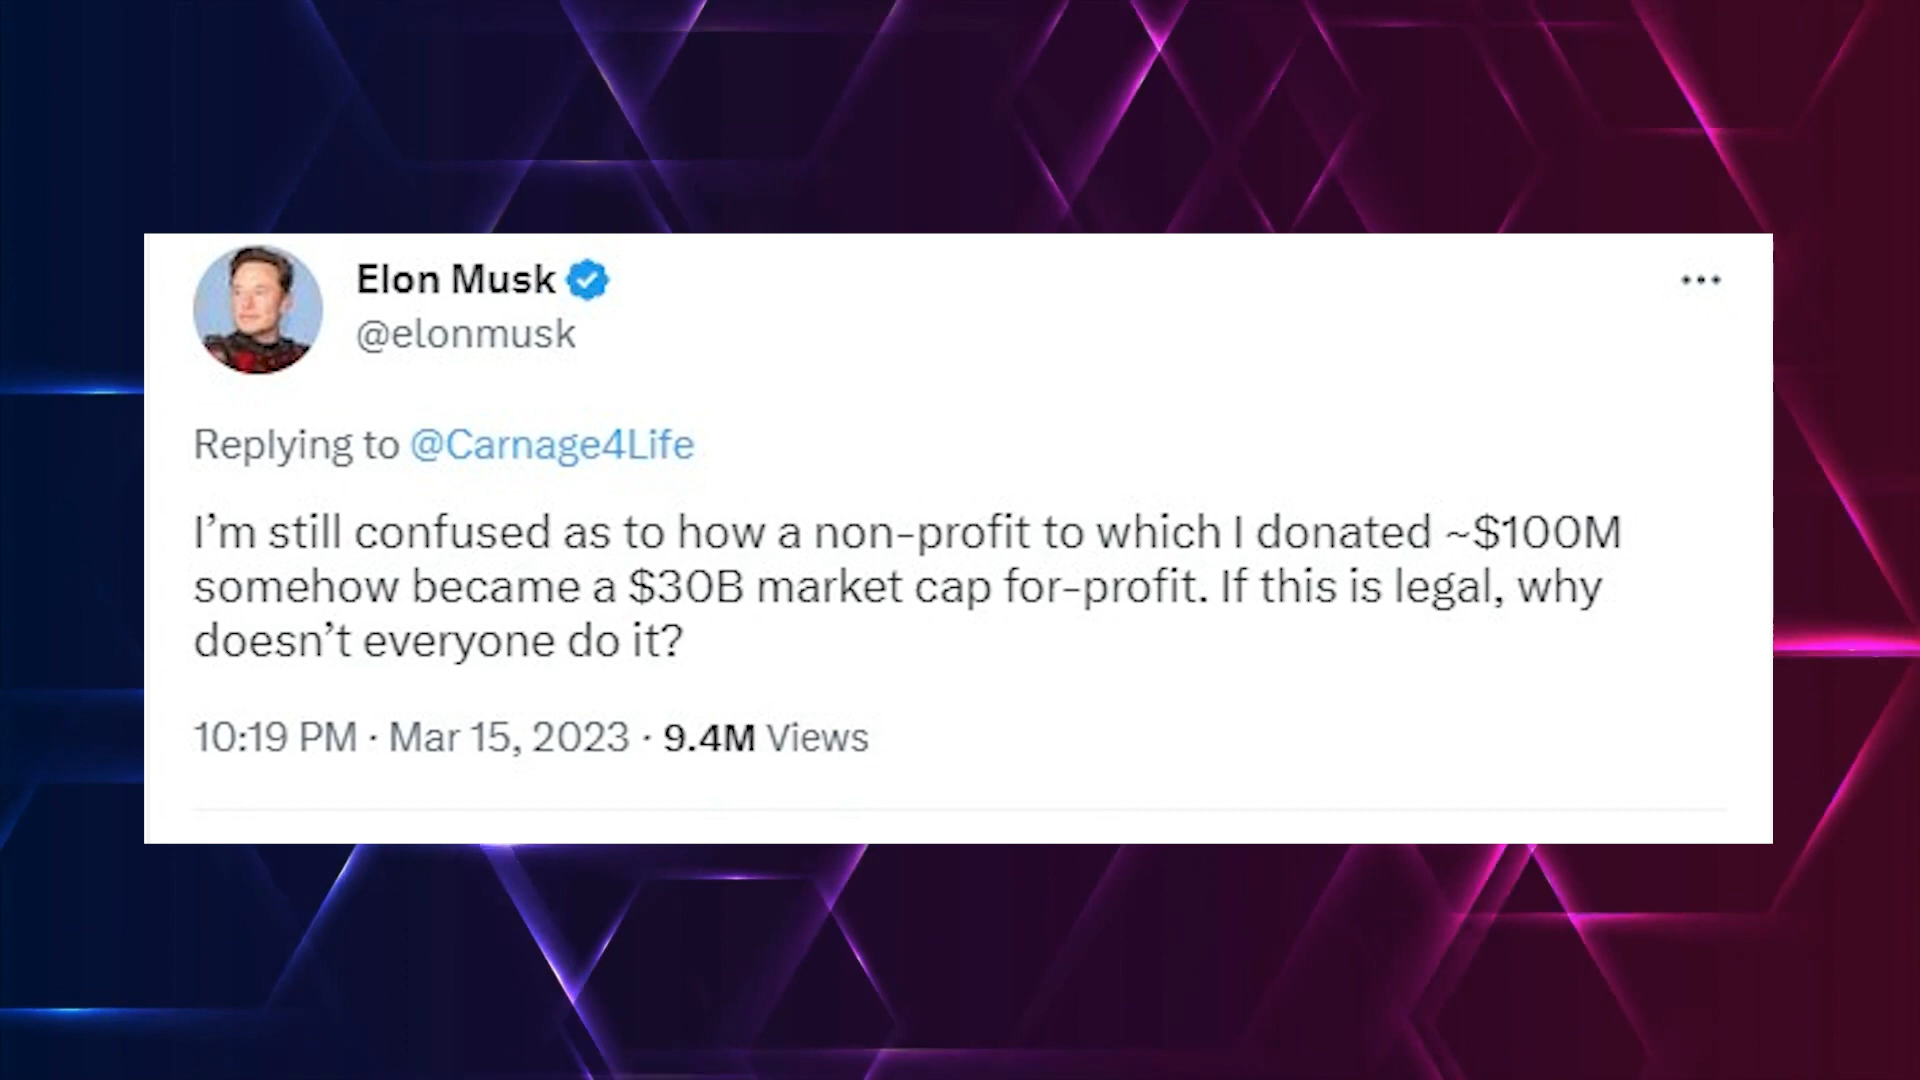 Elon Musk
@elonmusk
Replying to @Carnage4Life
I’m still confused as to how a non-profit to which I donated ~$100M
somehow became a $30B market cap for-profit. If this is legal, why
doesn’t everyone do it?
10:19 PM · Mar 15, 2023 · 9.4M Views